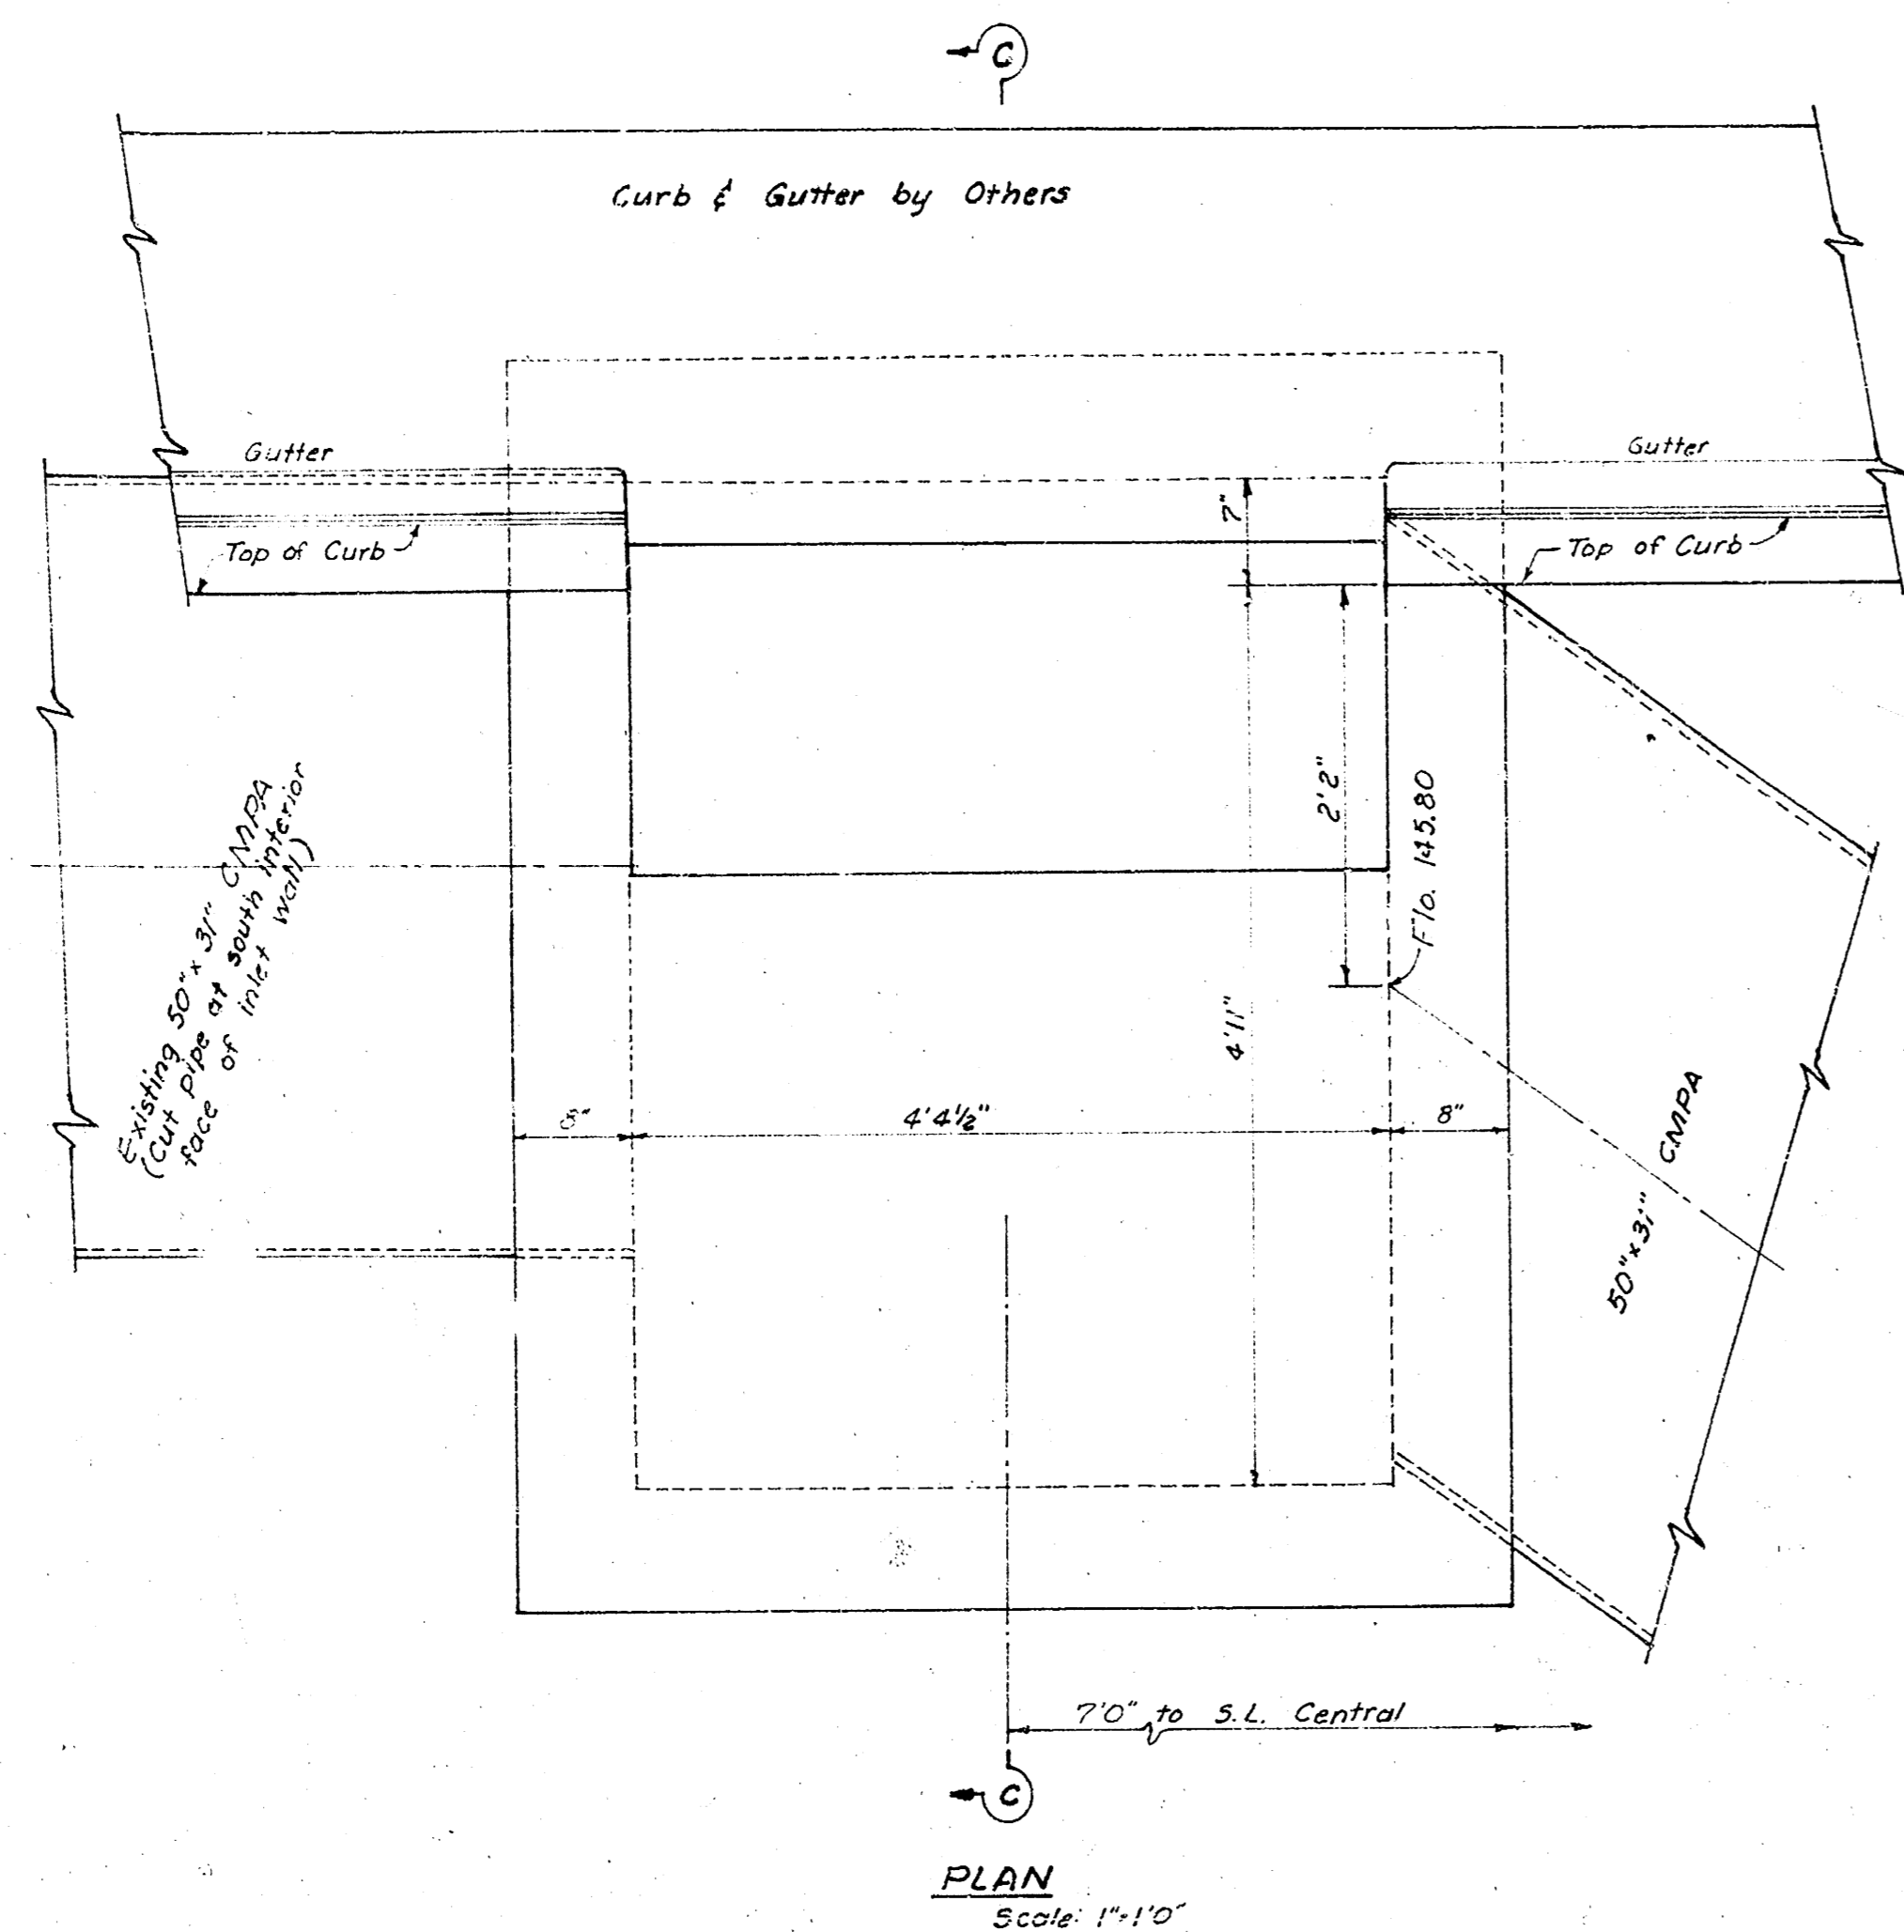 C
Curb & Gutter by Others
Gutter
Gutter
7"
Top of Curb
Top of Curb
2'2"
Flo. 145.80
Existing 50" x 31" CMPA
(Cut pipe at south interior
face of inlet wall)
4'11"
8"
4'4½"
8"
50" x 31" CMPA
7'0" to S.L. Central
C
PLAN
Scale: 1"=1'0"